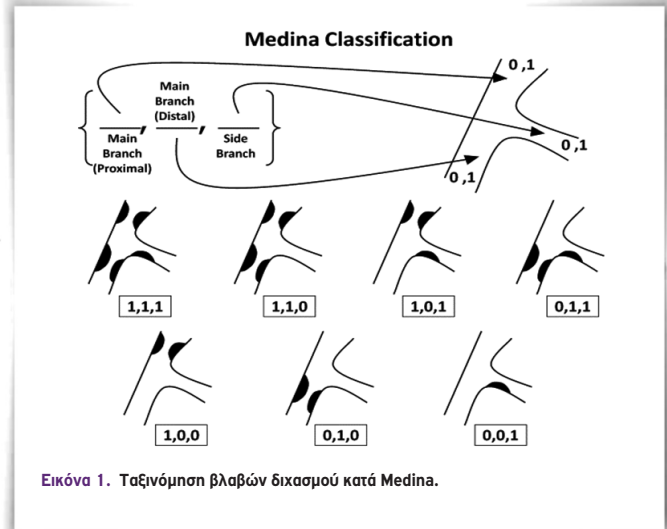 Medina Classification
0 ,1
Main
Branch
(Distal)
{ , , }
Main
Branch
(Proximal)
Side
Branch
0 ,1
0 ,1
1,1,1 1,1,0 1,0,1 0,1,1
1,0,0 0,1,0 0,0,1
Εικόνα 1. Ταξινόμηση βλαβών διχασμού κατά Medina.